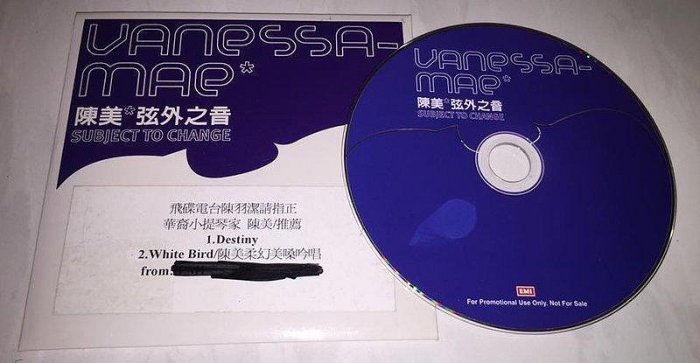 vanessa-
mae*
陳美*弦外之音
SUBJECT TO CHANGE
飛碟電台陳羽潔請指正
華裔小提琴家 陳美/推薦
1.Destiny
2.White Bird/陳美柔幻美嗓吟唱
from:
vanessa-
mae*
陳美*弦外之音
SUBJECT TO CHANGE
EMI
For Promotional Use Only, Not For Sale